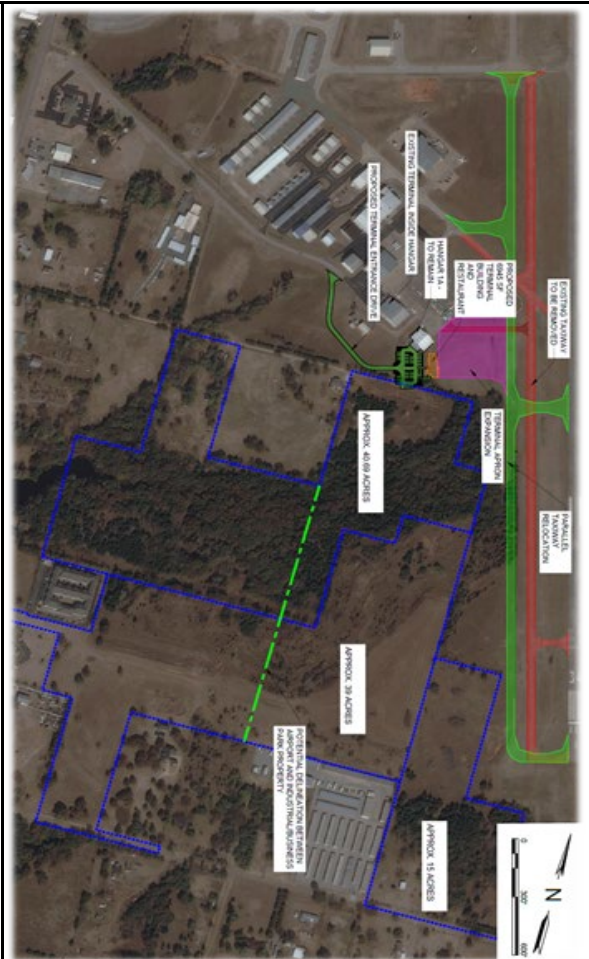 EXISTING TAXIWAY
TO BE REMOVED
PARALLEL
TAXIWAY
RELOCATION
PROPOSED
6945 SF
TERMINAL
BUILDING
AND
RESTAURANT
TERMINAL APRON
EXPANSION
HANGAR 1A -
TO REMAIN
EXISTING TERMINAL INSIDE HANGAR
PROPOSED TERMINAL ENTRANCE DRIVE
APPROX. 40.69 ACRES
APPROX. 39 ACRES
APPROX. 15 ACRES
POTENTIAL DELINEATION BETWEEN
AIRPORT AND INDUSTRIAL/BUSINESS
PARK PROPERTY
N
0
300'
600'